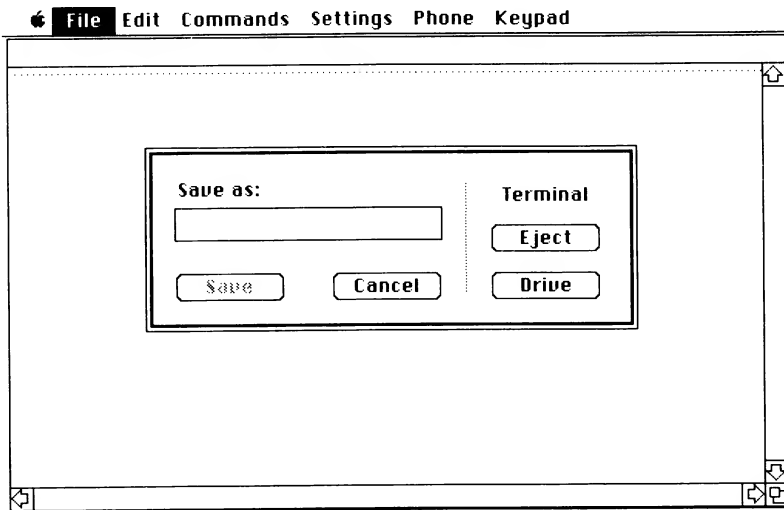 File Edit Commands Settings Phone Keypad
Save as:
Terminal
Eject
Save
Cancel
Drive